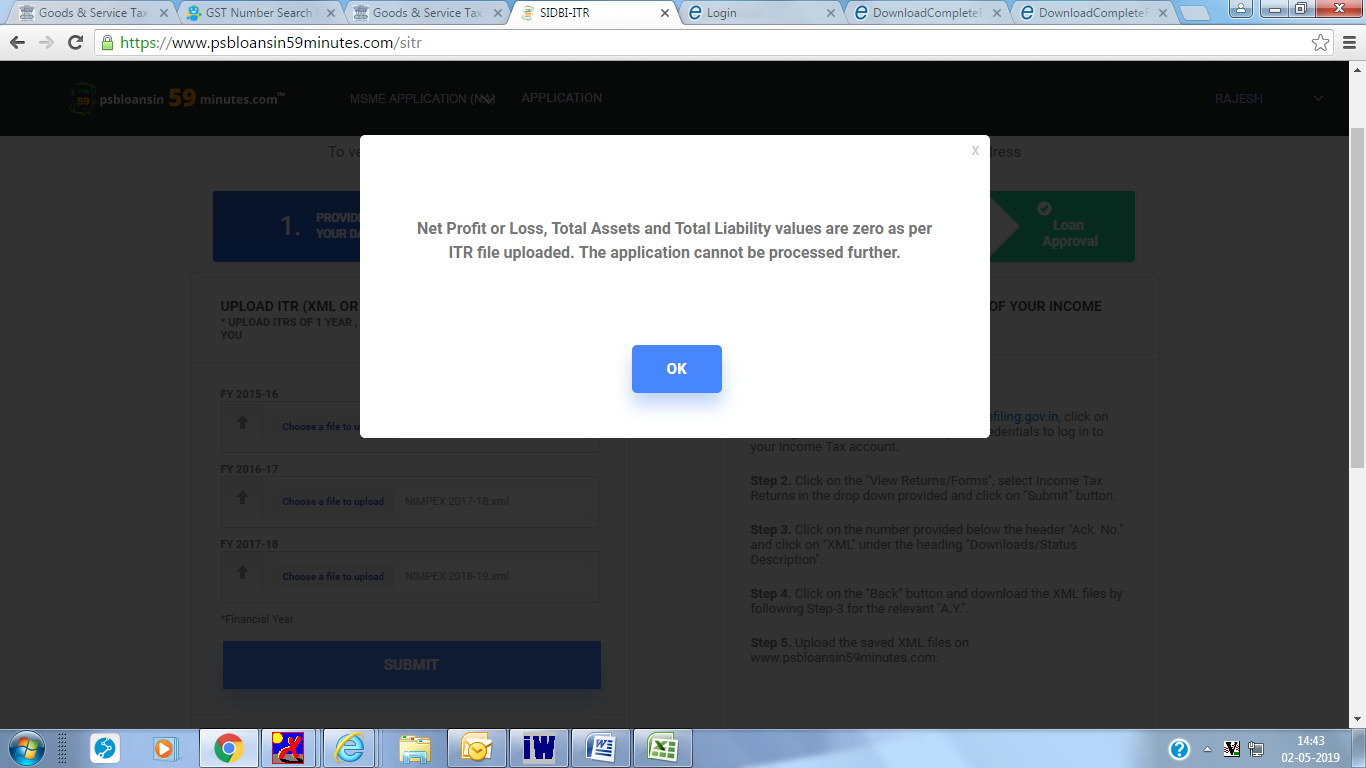 Goods & Service Tax
GST Number Search
Goods & Service Tax
SIDBI-ITR
Login
DownloadCompleteF
DownloadCompleteF
https://www.psbloansin59minutes.com/sitr
psbloansin 59 minutes.com™
MSME APPLICATION
APPLICATION
RAJESH
To
dress
x
Net Profit or Loss, Total Assets and Total Liability values are zero as per
ITR file uploaded. The application cannot be processed further.
OK
1.
PROVIDE
YOUR DA
Loan
Approval
UPLOAD ITR (XML OR
* UPLOAD ITRS OF 1 YEAR ,
YOU
OF YOUR INCOME
FY 2015-16
Choose a file to u
FY 2016-17
Choose a file to upload
NIMPEX 2017-18.xml
FY 2017-18
Choose a file to upload
NIMPEX 2018-19.xml
*Financial Year
SUBMIT
efiling.gov.in, click on
edentials to log in to
your Income Tax account.
Step 2. Click on the "View Returns/Forms", select Income Tax
Returns in the drop down provided and click on "Submit" button.
Step 3. Click on the number provided below the header "Ack. No."
and click on "XML" under the heading "Downloads/Status
Description".
Step 4. Click on the "Back" button and download the XML files by
following Step-3 for the relevant "A.Y.".
Step 5. Upload the saved XML files on
www.psbloansin59minutes.com.
iW
14:43
02-05-2019